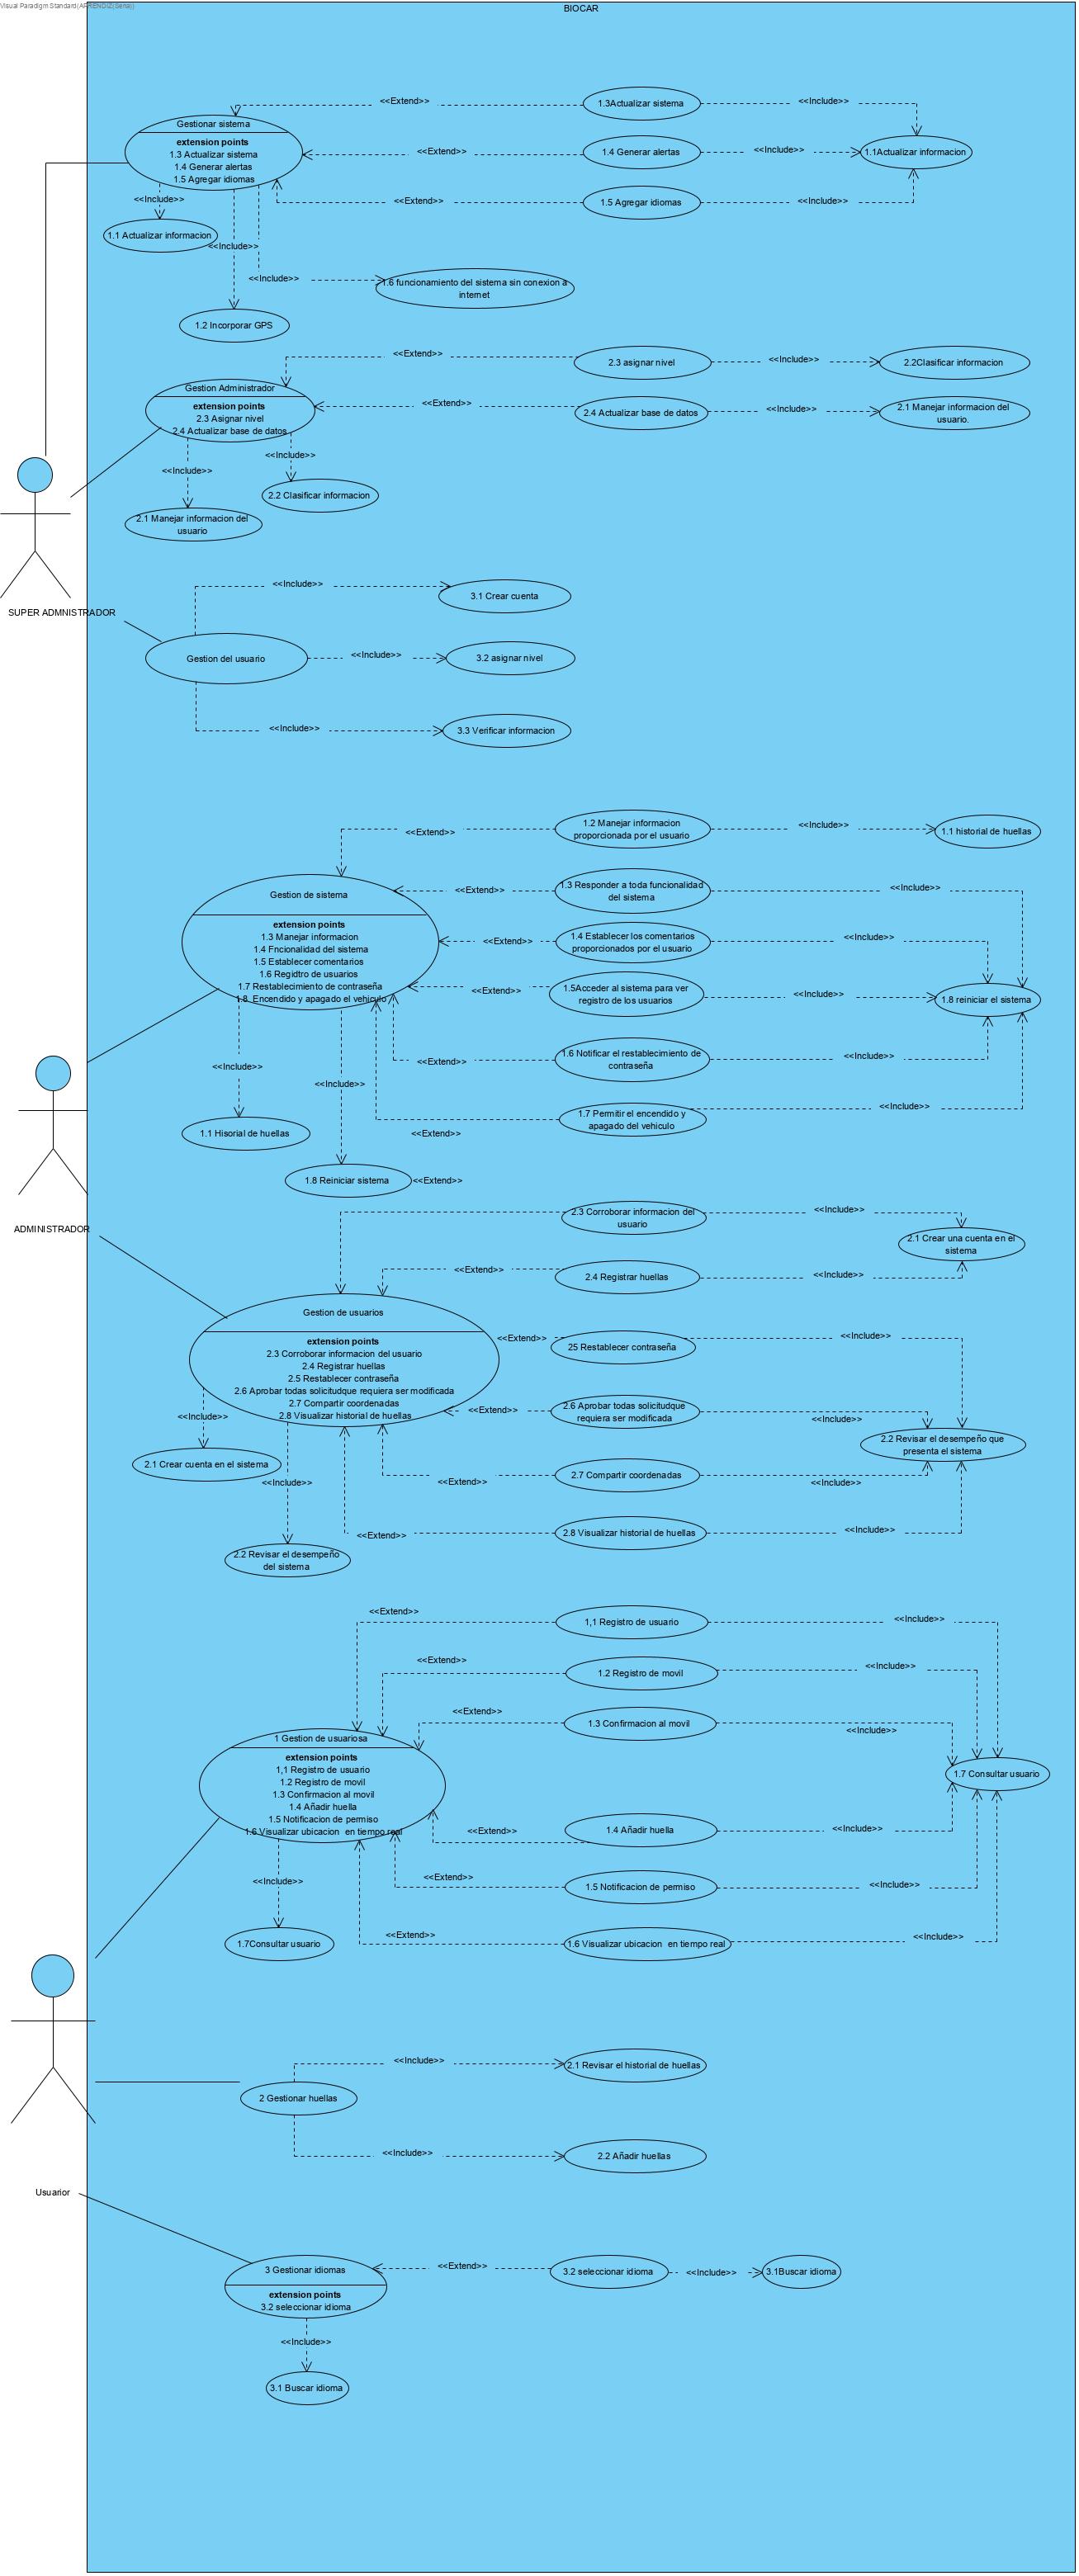 Visual Paradigm Standard(APRENDIZ(Sena))
BIOCAR
<<Extend>>
1.3Actualizar sistema
<<Include>>
Gestionar sistema
extension points
1.3 Actualizar sistema
1.4 Generar alertas
1.5 Agregar idiomas
<<Extend>>
1.4 Generar alertas
<<Include>>
1.1Actualizar informacion
<<Extend>>
1.5 Agregar idiomas
<<Include>>
<<Include>>
1.1 Actualizar informacion
<<Include>>
<<Include>>
1.6 funcionamiento del sistema sin conexion a
internet
1.2 Incorporar GPS
<<Extend>>
2.3 asignar nivel
<<Include>>
2.2Clasificar informacion
Gestion Administrador
extension points
2.3 Asignar nivel
2.4 Actualizar base de datos
<<Extend>>
2.4 Actualizar base de datos
<<Include>>
2.1 Manejar informacion del
usuario.
<<Include>>
<<Include>>
2.2 Clasificar informacion
2.1 Manejar informacion del
usuario
SUPER ADMNISTRADOR
<<Include>>
3.1 Crear cuenta
Gestion del usuario
<<Include>>
3.2 asignar nivel
<<Include>>
3.3 Verificar informacion
<<Extend>>
1.2 Manejar informacion
proporcionada por el usuario
<<Include>>
1.1 historial de huellas
Gestion de sistema
extension points
1.3 Manejar informacion
1.4 Fncionalidad del sistema
1.5 Establecer comentarios
1.6 Regidtro de usuarios
1.7 Restablecimiento de contraseña
1.8  Encendido y apagado el vehiculo
<<Extend>>
1.3 Responder a toda funcionalidad
del sistema
<<Include>>
<<Extend>>
1.4 Establecer los comentarios
proporcionados por el usuario
<<Include>>
<<Extend>>
1.5Acceder al sistema para ver
registro de los usuarios
<<Include>>
1.8 reiniciar el sistema
<<Extend>>
1.6 Notificar el restablecimiento de
contraseña
<<Include>>
<<Include>>
<<Include>>
1.7 Permitir el encendido y
apagado del vehiculo
<<Include>>
<<Extend>>
1.1 Hisorial de huellas
1.8 Reiniciar sistema
<<Extend>>
ADMINISTRADOR
2.3 Corroborar informacion del
usuario
<<Include>>
2.1 Crear una cuenta en el
sistema
<<Extend>>
2.4 Registrar huellas
<<Include>>
Gestion de usuarios
extension points
2.3 Corroborar informacion del usuario
2.4 Registrar huellas
2.5 Restablecer contraseña
2.6 Aprobar todas solicitudque requiera ser modificada
2.7 Compartir coordenadas
2.8 Visualizar historial de huellas
<<Extend>>
25 Restablecer contraseña
<<Include>>
<<Extend>>
2.6 Aprobar todas solicitudque
requiera ser modificada
<<Include>>
2.2 Revisar el desempeño que
presenta el sistema
<<Include>>
2.1 Crear cuenta en el sistema
<<Include>>
<<Extend>>
2.7 Compartir coordenadas
<<Include>>
<<Extend>>
2.8 Visualizar historial de huellas
<<Include>>
2.2 Revisar el desempeño
del sistema
<<Extend>>
1,1 Registro de usuario
<<Include>>
<<Extend>>
1.2 Registro de movil
<<Include>>
<<Extend>>
1.3 Confirmacion al movil
<<Include>>
1 Gestion de usuariosa
extension points
1,1 Registro de usuario
1.2 Registro de movil
1.3 Confirmacion al movil
1.4 Añadir huella
1.5 Notificacion de permiso
1.6 Visualizar ubicacion  en tiempo real
1.7 Consultar usuario
<<Extend>>
1.4 Añadir huella
<<Include>>
<<Include>>
<<Extend>>
1.5 Notificacion de permiso
<<Include>>
1.7Consultar usuario
<<Extend>>
1.6 Visualizar ubicacion  en tiempo real
<<Include>>
<<Include>>
2.1 Revisar el historial de huellas
2 Gestionar huellas
<<Include>>
2.2 Añadir huellas
Usuarior
3 Gestionar idiomas
extension points
3.2 seleccionar idioma
<<Extend>>
3.2 seleccionar idioma
<<Include>>
3.1Buscar idioma
<<Include>>
3.1 Buscar idioma